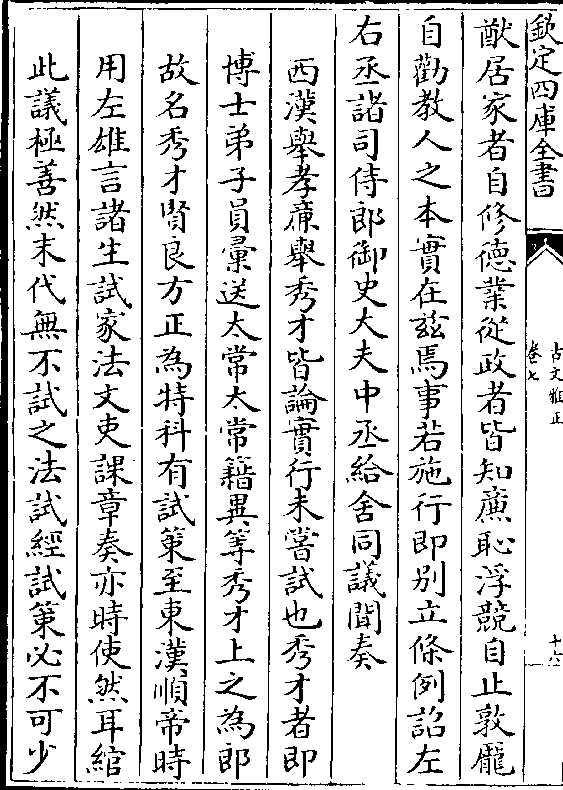 欽定四庫全書
古文雅正
卷七
十六
猷居家者自修德業從政者皆知㢘恥浮競自止敦龎
自勸教人之本實在兹焉事若施行即别立條例詔左
右丞諸司侍郎御史大夫中丞給舍同議聞奏
西漢舉孝㢘舉秀才皆論實行未嘗試也秀才者即
博士弟子員彚送太常太常籍異等秀才上之為郎
故名秀才賢良方正為特科有試策至東漢順帝時
用左雄言諸生試家法文吏課章奏亦時使然耳綰
此議極善然末代無不試之法試經試策必不可少